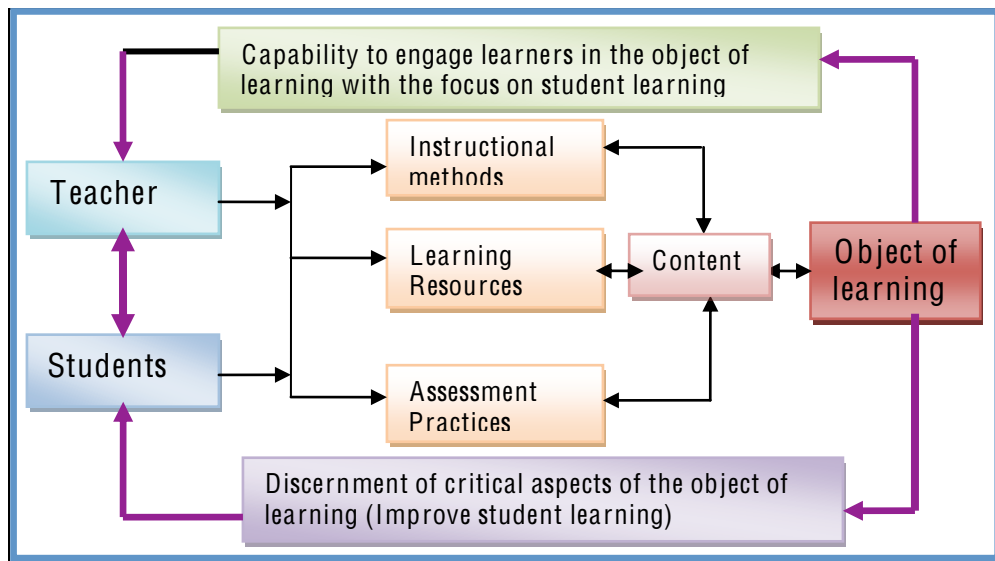 Capability to engage learners in the object of
learning with the focus on student learning
Instructional
methods
Teacher
Learning
Resources
Content
Object of
learning
Students
Assessment
Practices
Discernment of critical aspects of the object of
learning (Improve student learning)